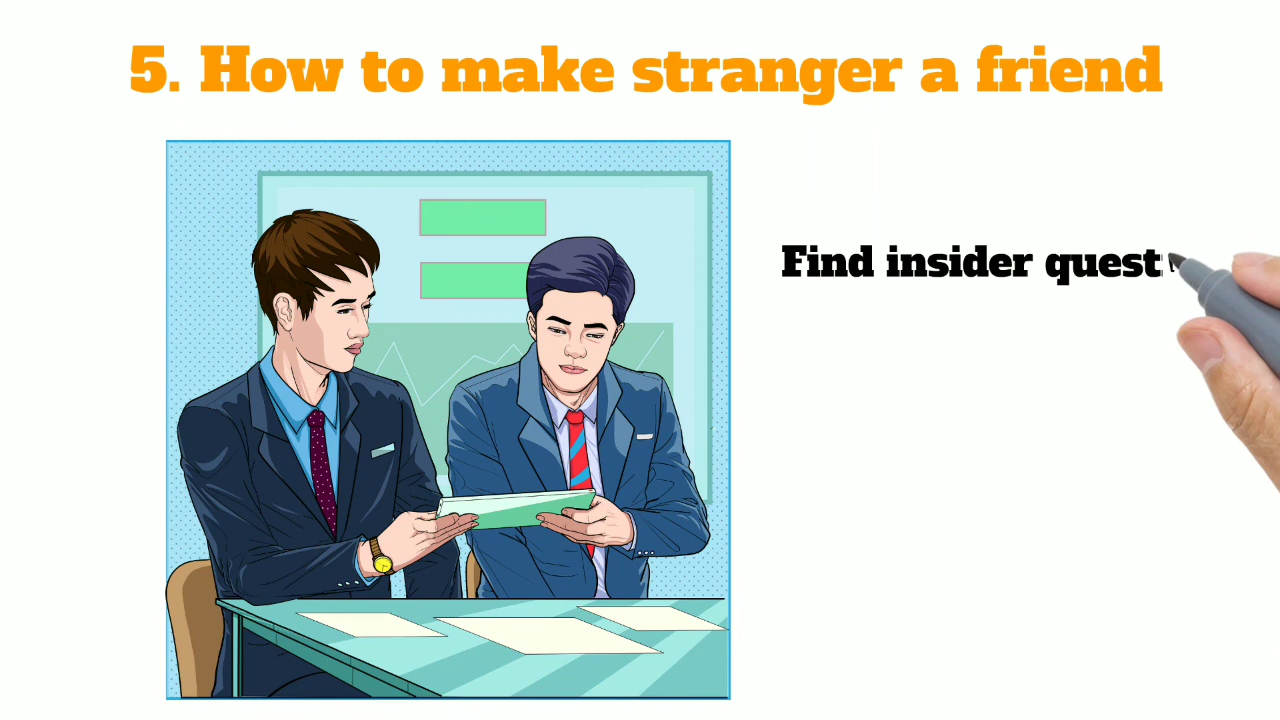 5. How to make stranger a friend
Find insider quest